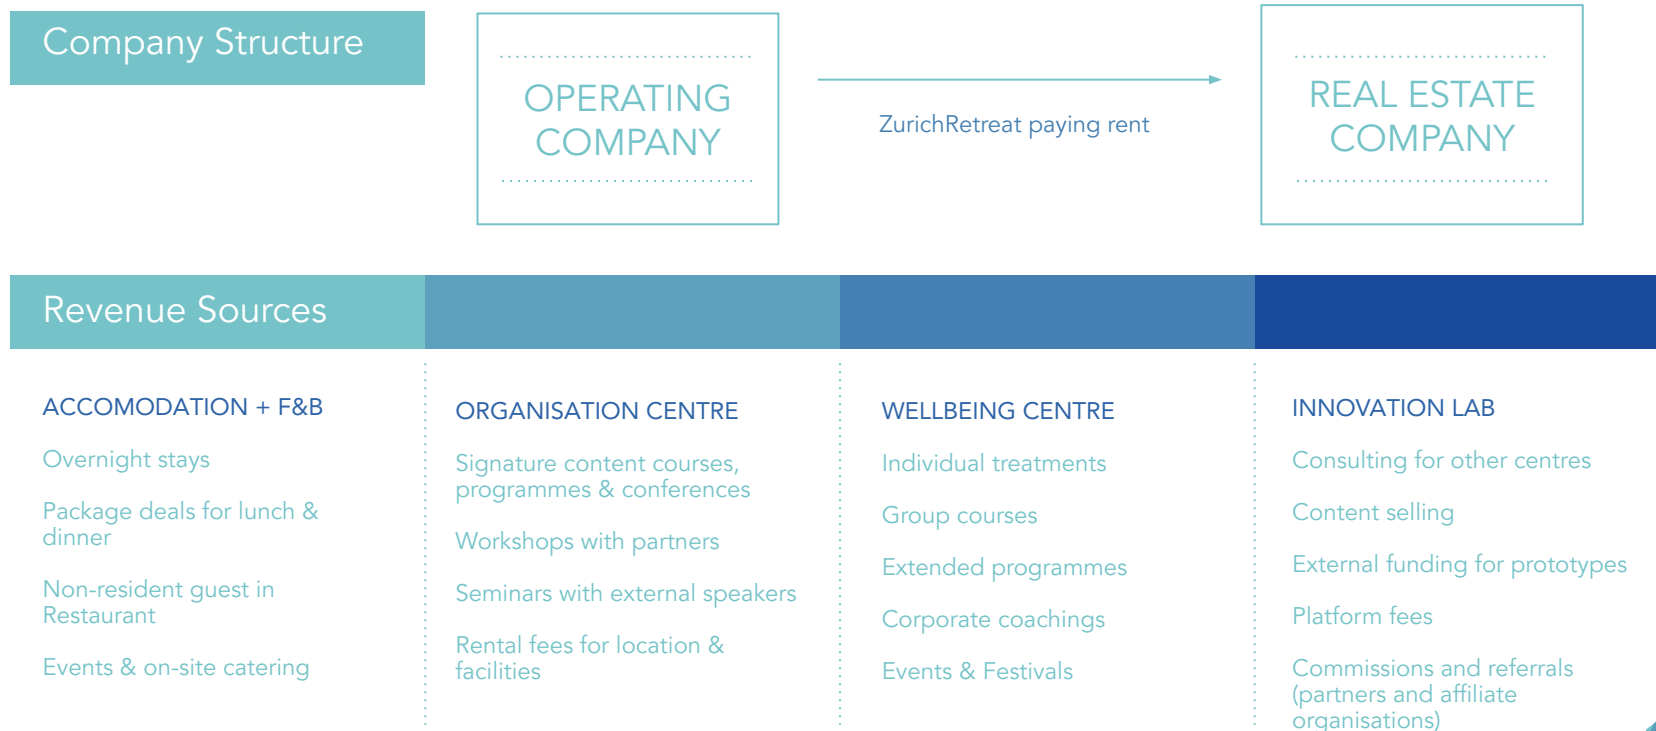 Company Structure
OPERATING
COMPANY
ZurichRetreat paying rent
REAL ESTATE
COMPANY
Revenue Sources
ACCOMODATION + F&B
Overnight stays
Package deals for lunch &
dinner
Non-resident guest in
Restaurant
Events & on-site catering
ORGANISATION CENTRE
Signature content courses,
programmes & conferences
Workshops with partners
Seminars with external speakers
Rental fees for location &
facilities
WELLBEING CENTRE
Individual treatments
Group courses
Extended programmes
Corporate coachings
Events & Festivals
INNOVATION LAB
Consulting for other centres
Content selling
External funding for prototypes
Platform fees
Commissions and referrals
(partners and affiliate
organisations)